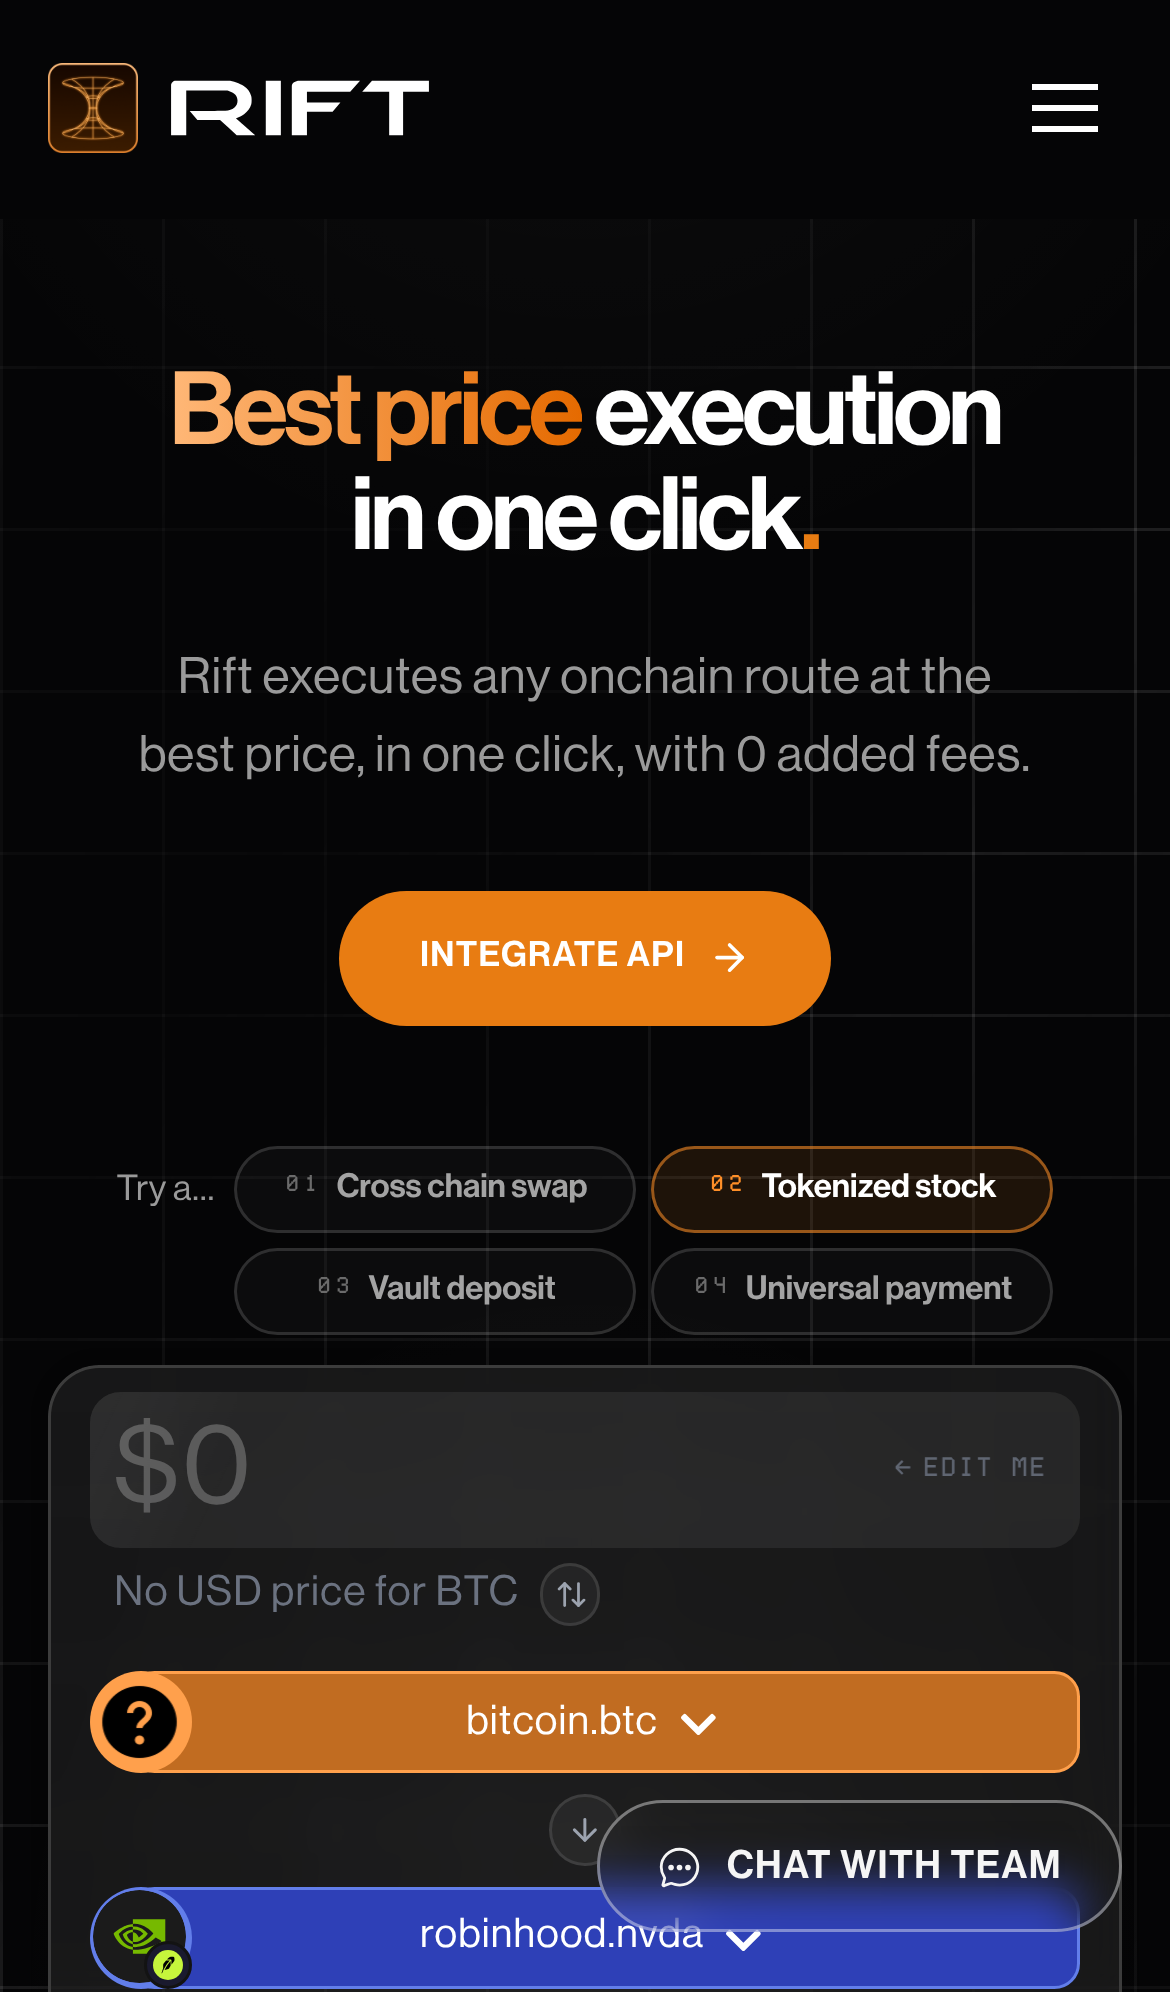 RIFT
Best price execution
in one click.
Rift executes any onchain route at the
best price, in one click, with 0 added fees.
INTEGRATE API →
Try a... 01 Cross chain swap 02 Tokenized stock
03 Vault deposit 04 Universal payment
$0 ← EDIT ME
No USD price for BTC
? bitcoin.btc
CHAT WITH TEAM
robinhood.nvda